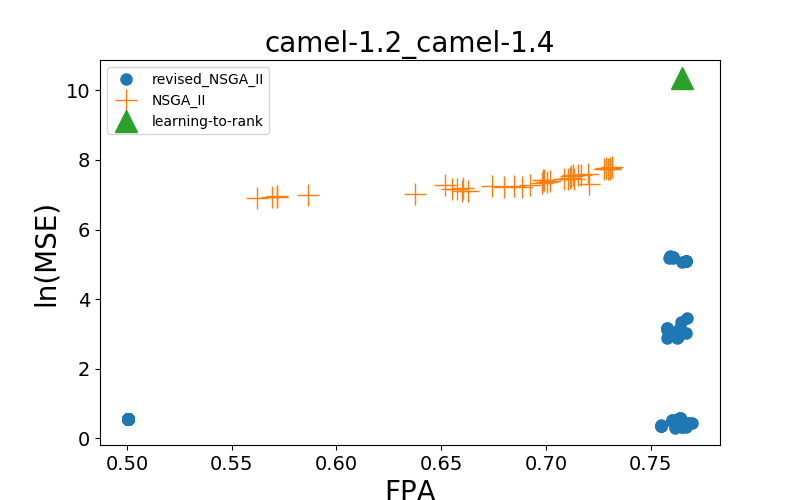 camel-1.2_camel-1.4
revised_NSGA_II
NSGA_II
learning-to-rank
ln(MSE)
10
8
6
4
2
0
0.50 0.55 0.60 0.65 0.70 0.75
FPA